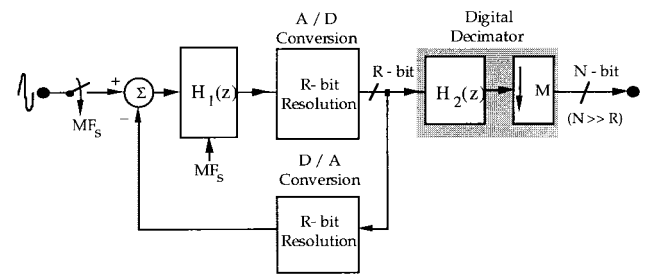 A / D
Conversion
Digital
Decimator
+
Σ
−
MFs
H1(z)
MFs
R- bit
Resolution
R - bit
H2(z)
↓ M
N - bit
(N >> R)
D / A
Conversion
R- bit
Resolution